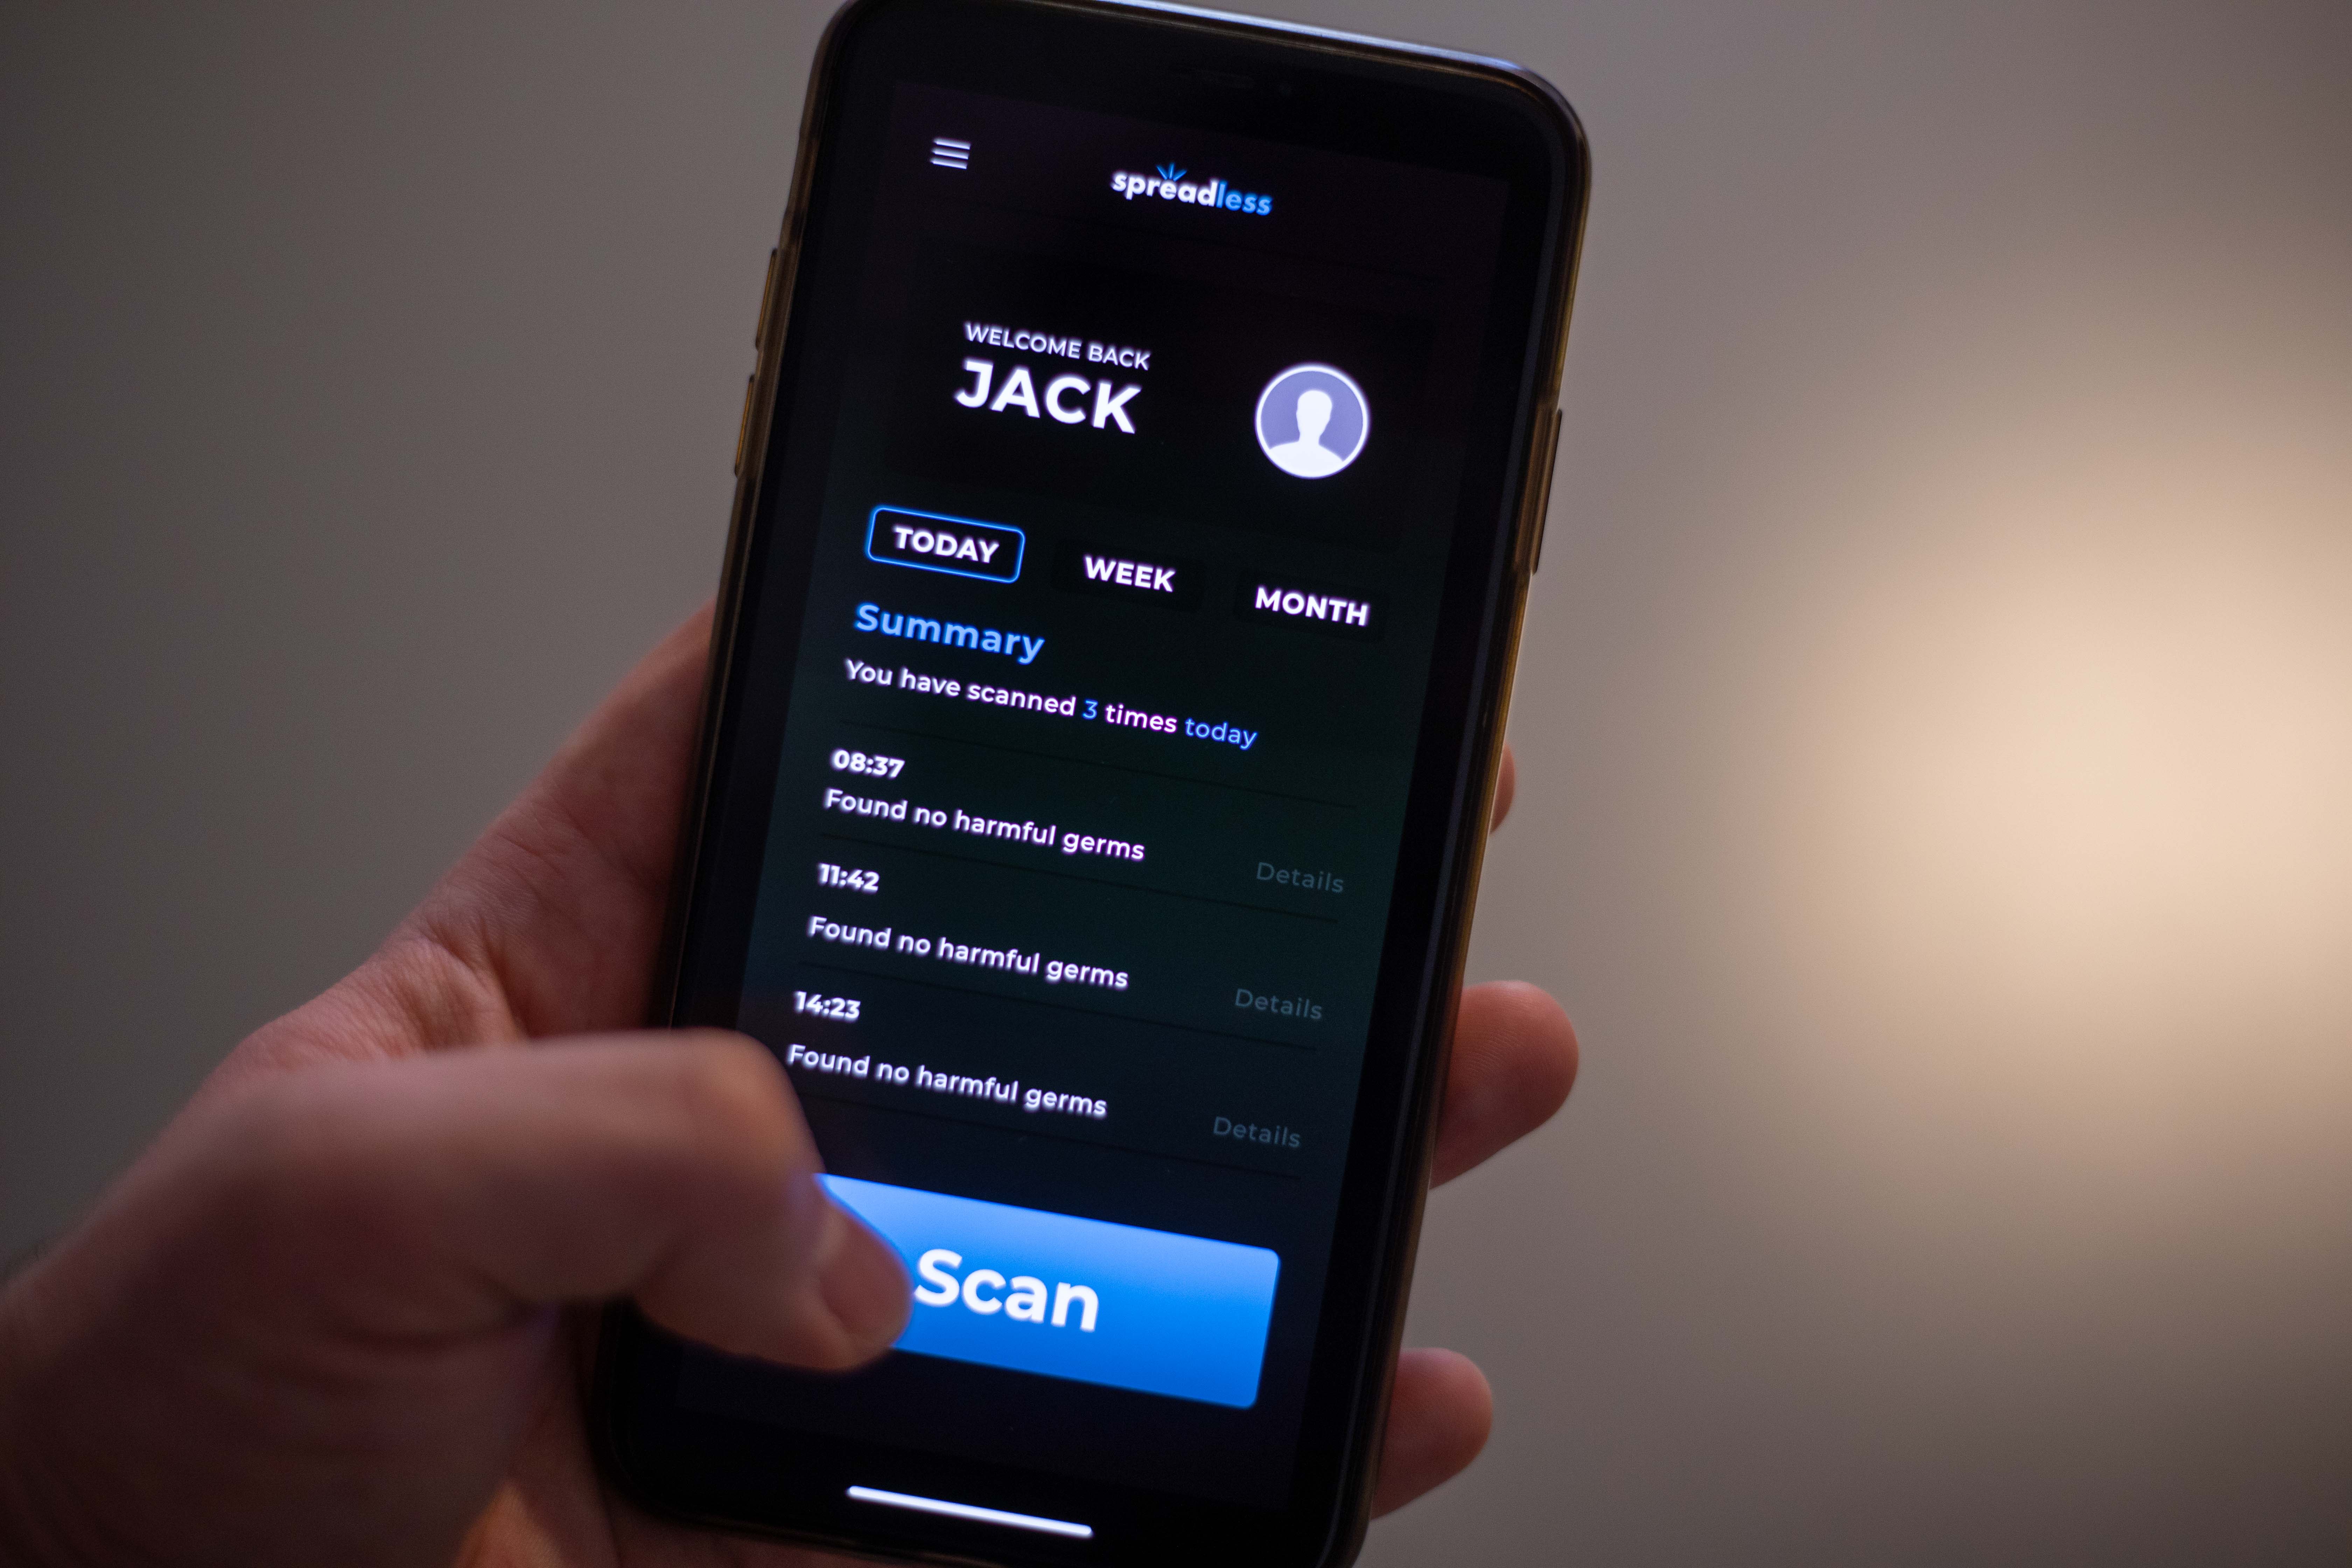 spreadless
WELCOME BACK
JACK
TODAY WEEK MONTH
Summary
You have scanned 3 times today
08:37
Found no harmful germs
Details
11:42
Found no harmful germs
Details
14:23
Found no harmful germs
Details
Scan